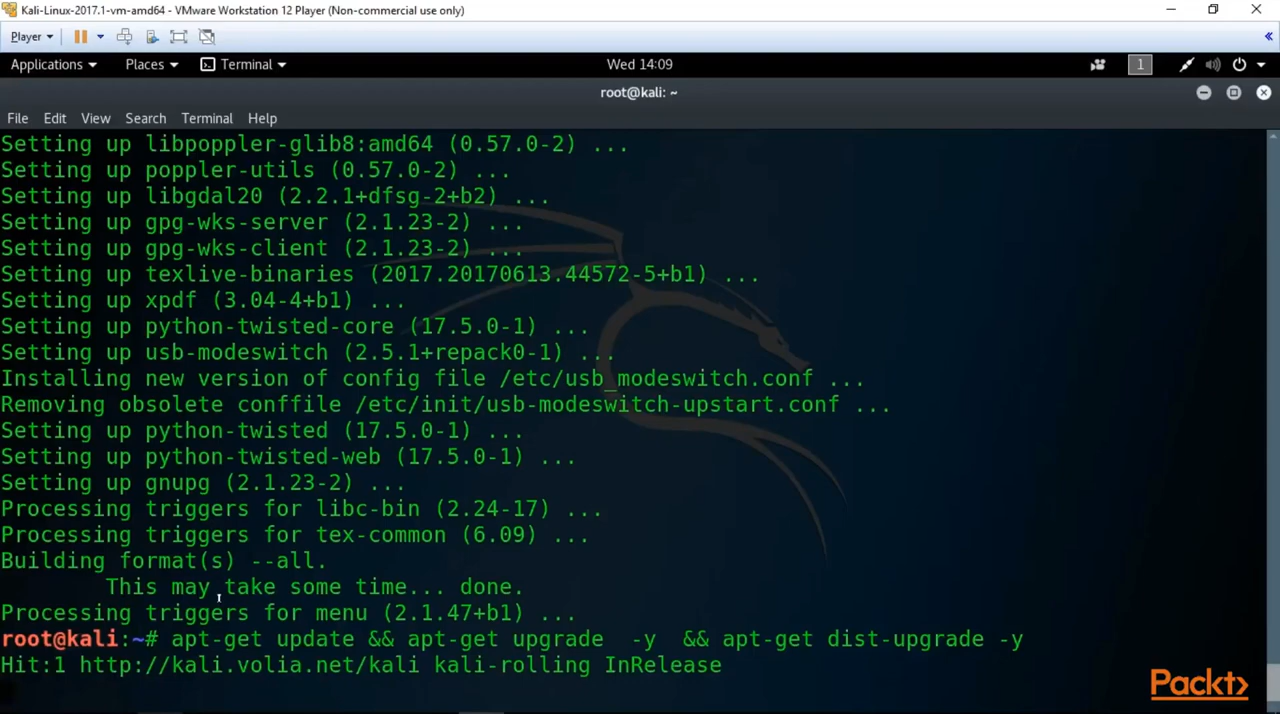 Kali-Linux-2017.1-vm-amd64 - VMware Workstation 12 Player (Non-commercial use only)
Player
Applications Places Terminal Wed 14:09 1
root@kali: ~
File Edit View Search Terminal Help
Setting up libpoppler-glib8:amd64 (0.57.0-2) ...
Setting up poppler-utils (0.57.0-2) ...
Setting up libgdal20 (2.2.1+dfsg-2+b2) ...
Setting up gpg-wks-server (2.1.23-2) ...
Setting up gpg-wks-client (2.1.23-2) ...
Setting up texlive-binaries (2017.20170613.44572-5+b1) ...
Setting up xpdf (3.04-4+b1) ...
Setting up python-twisted-core (17.5.0-1) ...
Setting up usb-modeswitch (2.5.1+repack0-1) ...
Installing new version of config file /etc/usb_modeswitch.conf ...
Removing obsolete conffile /etc/init/usb-modeswitch-upstart.conf ...
Setting up python-twisted (17.5.0-1) ...
Setting up python-twisted-web (17.5.0-1) ...
Setting up gnupg (2.1.23-2) ...
Processing triggers for libc-bin (2.24-17) ...
Processing triggers for tex-common (6.09) ...
Building format(s) --all.
This may take some time... done.
Processing triggers for menu (2.1.47+b1) ...
root@kali:~# apt-get update && apt-get upgrade  -y  && apt-get dist-upgrade -y
Hit:1 http://kali.volia.net/kali kali-rolling InRelease
Packt>